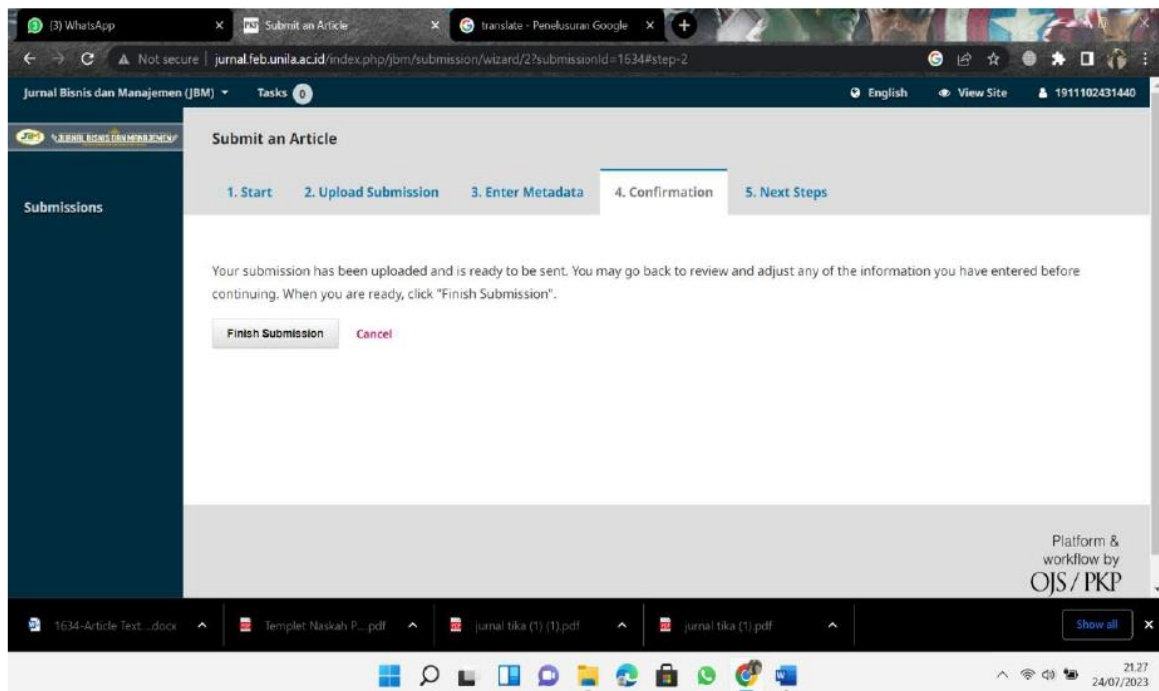 (3) WhatsApp
Submit an Article
translate - Penelusuran Google
Not secure | jurnal.feb.unila.ac.id/index.php/jbm/submission/wizard/2?submissionId=1634#step-2
Jurnal Bisnis dan Manajemen (JBM) Tasks 0 English View Site 1911102431440
JBM JURNAL BISNIS DAN MANAJEMEN
Submit an Article
Submissions
1. Start 2. Upload Submission 3. Enter Metadata 4. Confirmation 5. Next Steps
Your submission has been uploaded and is ready to be sent. You may go back to review and adjust any of the information you have entered before
continuing. When you are ready, click "Finish Submission".
Finish Submission Cancel
Platform &
workflow by
OJS / PKP
1634-Article Text....docx Templet Naskah P....pdf jurnal tika (1) (1).pdf jurnal tika (1).pdf Show all
21.27
24/07/2023